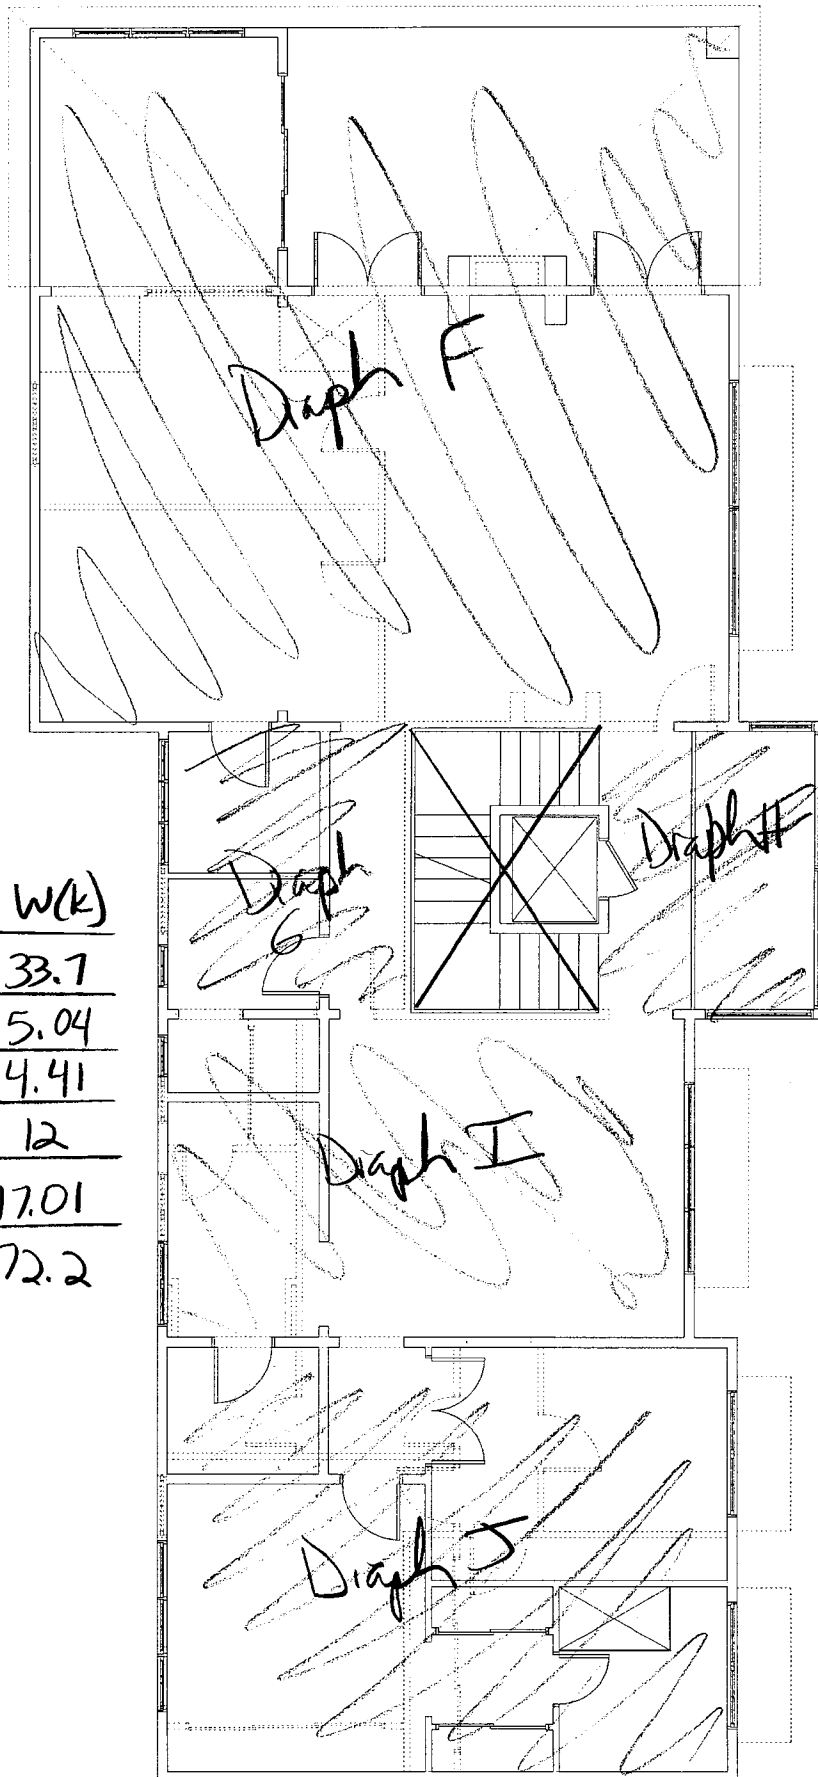 Diaph F
Diaph G
Diaph H
W(k)
33.7
5.04
4.41
12
17.01
72.2
Diaph I
Diaph J